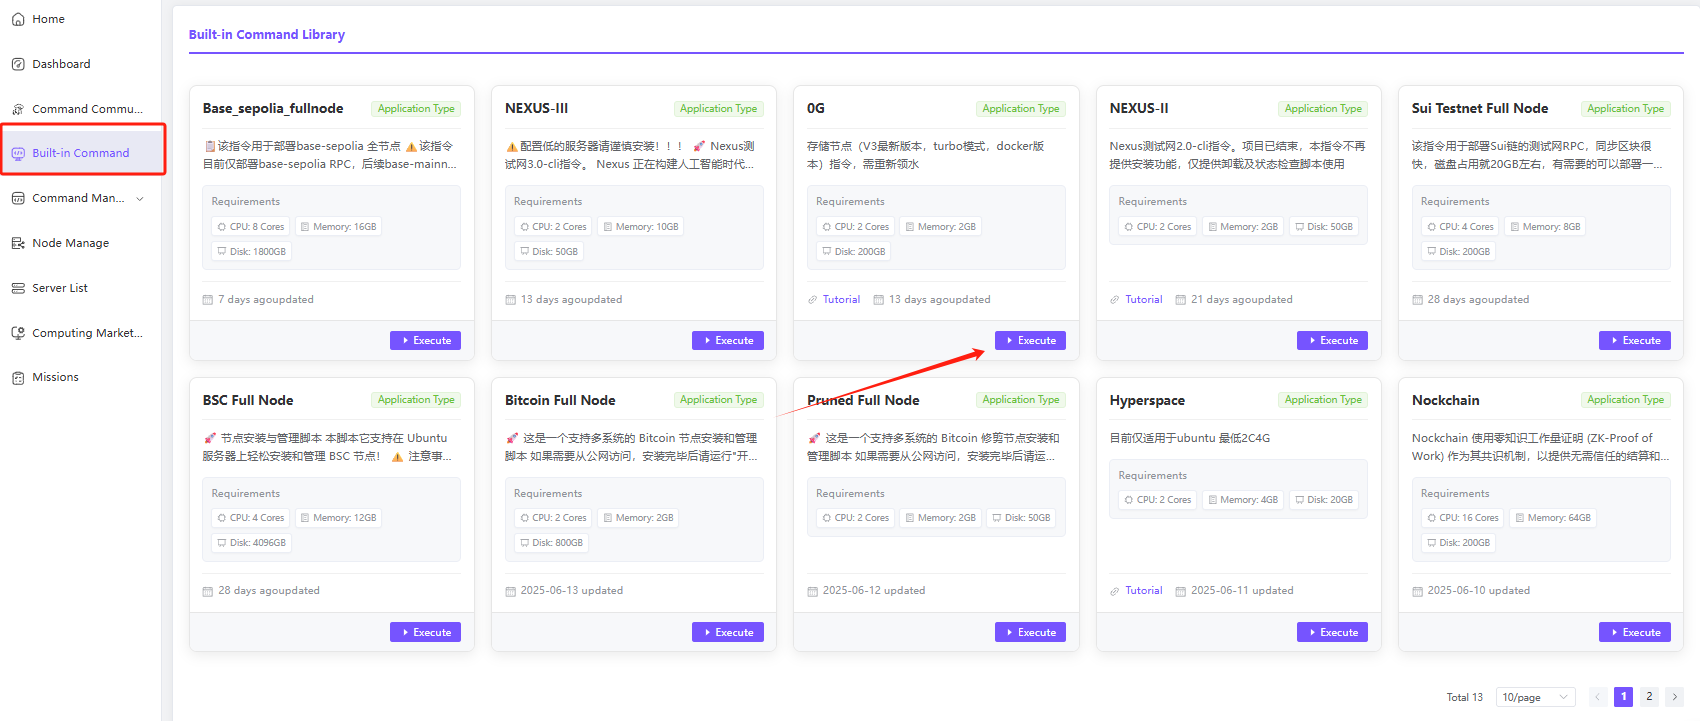 Home
Dashboard
Command Commu...
Built-in Command
Command Man...
Node Manage
Server List
Computing Market...
Missions
Built-in Command Library
Base_sepolia_fullnode
Application Type
📋该指令用于部署base-sepolia 全节点 ⚠️该指令
目前仅部署base-sepolia RPC，后续base-mainn...
Requirements
CPU: 8 Cores
Memory: 16GB
Disk: 1800GB
7 days agoupdated
Execute
NEXUS-III
Application Type
⚠️配置低的服务器请谨慎安装！！！ 🚀 Nexus测
试网3.0-cli指令。 Nexus 正在构建人工智能时代...
Requirements
CPU: 2 Cores
Memory: 10GB
Disk: 50GB
13 days agoupdated
Execute
0G
Application Type
存储节点（V3最新版本，turbo模式，docker版
本）指令，需重新领水
Requirements
CPU: 2 Cores
Memory: 2GB
Disk: 200GB
Tutorial
13 days agoupdated
Execute
NEXUS-II
Application Type
Nexus测试网2.0-cli指令。项目已结束，本指令不再
提供安装功能，仅提供卸载及状态检查脚本使用
Requirements
CPU: 2 Cores
Memory: 2GB
Disk: 50GB
Tutorial
21 days agoupdated
Execute
Sui Testnet Full Node
Application Type
该指令用于部署Sui链的测试网RPC，同步区块很
快，磁盘占用就20GB左右，有需要的可以部署一...
Requirements
CPU: 4 Cores
Memory: 8GB
Disk: 200GB
28 days agoupdated
Execute
BSC Full Node
Application Type
🚀 节点安装与管理脚本 本脚本它支持在 Ubuntu
服务器上轻松安装和管理 BSC 节点！ ⚠️ 注意事...
Requirements
CPU: 4 Cores
Memory: 12GB
Disk: 4096GB
28 days agoupdated
Execute
Bitcoin Full Node
Application Type
🚀 这是一个支持多系统的 Bitcoin 节点安装和管理
脚本 如果需要从公网访问，安装完毕后请运行"开...
Requirements
CPU: 2 Cores
Memory: 2GB
Disk: 800GB
2025-06-13 updated
Execute
Pruned Full Node
Application Type
🚀 这是一个支持多系统的 Bitcoin 修剪节点安装和
管理脚本 如果需要从公网访问，安装完毕后请运...
Requirements
CPU: 2 Cores
Memory: 2GB
Disk: 50GB
2025-06-12 updated
Execute
Hyperspace
Application Type
目前仅适用于ubuntu 最低2C4G
Requirements
CPU: 2 Cores
Memory: 4GB
Disk: 20GB
Tutorial
2025-06-11 updated
Execute
Nockchain
Application Type
Nockchain 使用零知识工作量证明 (ZK-Proof of
Work) 作为其共识机制，以提供无需信任的结算和...
Requirements
CPU: 16 Cores
Memory: 64GB
Disk: 200GB
2025-06-10 updated
Execute
Total 13
10/page
1
2